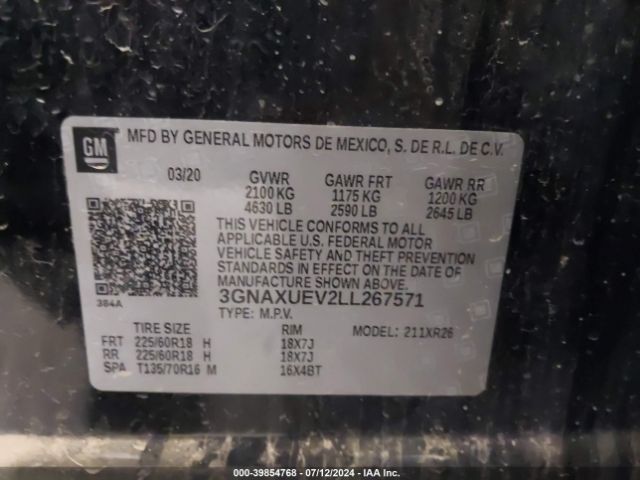 GM MFD BY GENERAL MOTORS DE MEXICO, S. DE R.L. DE C.V.
03/20 GVWR GAWR FRT GAWR RR
2100 KG 1175 KG 1200 KG
4630 LB 2590 LB 2645 LB
THIS VEHICLE CONFORMS TO ALL
APPLICABLE U.S. FEDERAL MOTOR
VEHICLE SAFETY AND THEFT PREVENTION
STANDARDS IN EFFECT ON THE DATE OF
MANUFACTURE SHOWN ABOVE.
384A 3GNAXUEV2LL267571
TYPE: M.P.V.
TIRE SIZE RIM MODEL: 211XR26
FRT 225/60R18 H 18X7J
RR 225/60R18 H 18X7J
SPA T135/70R16 M 16X4BT
000-39854768 - 07/12/2024 - IAA Inc.